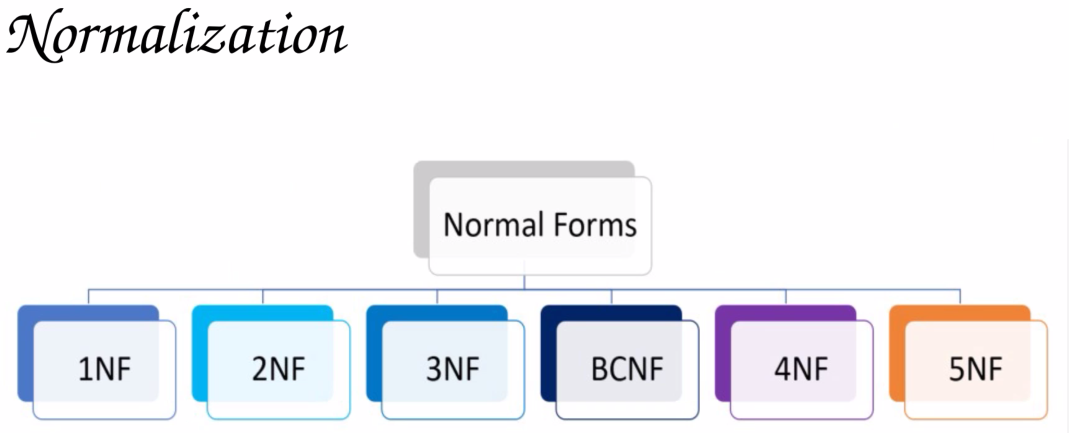 Normalization
Normal Forms
1NF
2NF
3NF
BCNF
4NF
5NF